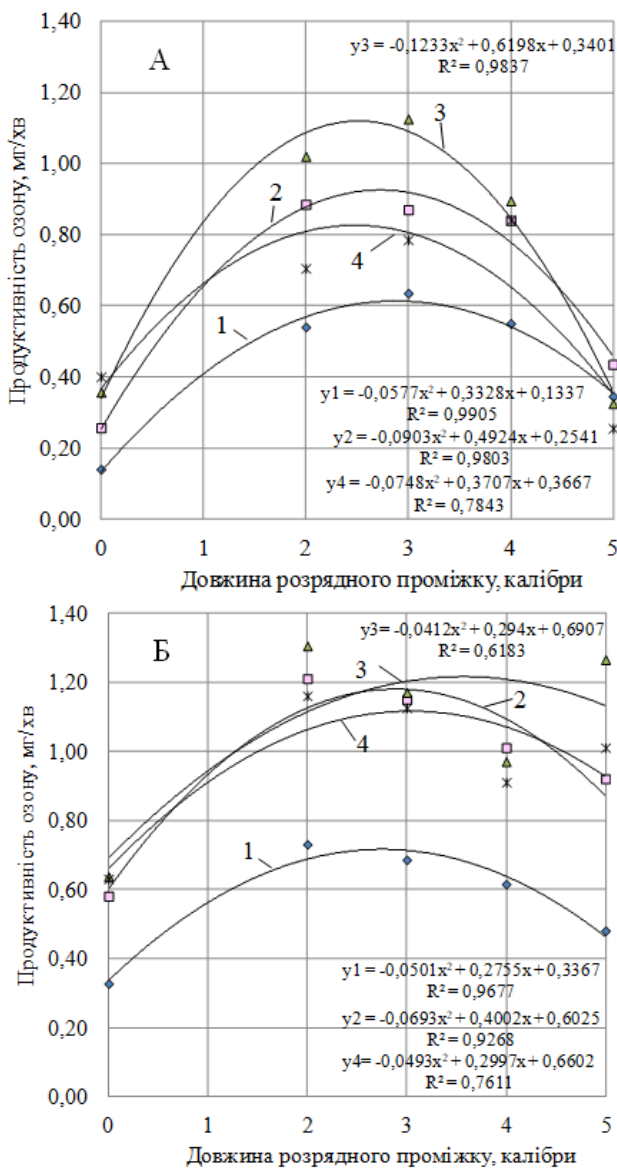 1,40
1,20
1,00
0,80
0,60
0,40
0,20
0,00
Продуктивність озону, мг/хв
А
y3 = -0,1233x² + 0,6198x + 0,3401
R² = 0,9837
3
2
4
1
y1 = -0,0577x² + 0,3328x + 0,1337
R² = 0,9905
y2 = -0,0903x² + 0,4924x + 0,2541
R² = 0,9803
y4 = -0,0748x² + 0,3707x + 0,3667
R² = 0,7843
0 1 2 3 4 5
Довжина розрядного проміжку, калібри
1,40
1,20
1,00
0,80
0,60
0,40
0,20
0,00
Продуктивність озону, мг/хв
Б
y3= -0,0412x² + 0,294x + 0,6907
R² = 0,6183
3
2
4
1
y1 = -0,0501x² + 0,2755x + 0,3367
R² = 0,9677
y2 = -0,0693x² + 0,4002x + 0,6025
R² = 0,9268
y4= -0,0493x² + 0,2997x + 0,6602
R² = 0,7611
0 1 2 3 4 5
Довжина розрядного проміжку, калібри